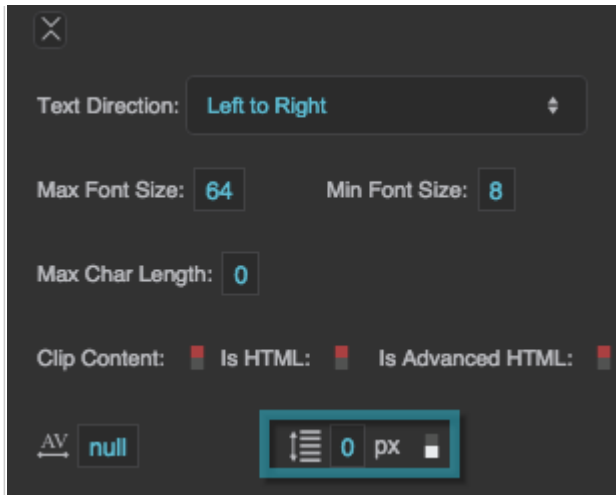 Text Direction: Left to Right
Max Font Size: 64 Min Font Size: 8
Max Char Length: 0
Clip Content: Is HTML: Is Advanced HTML:
AV null 0 px